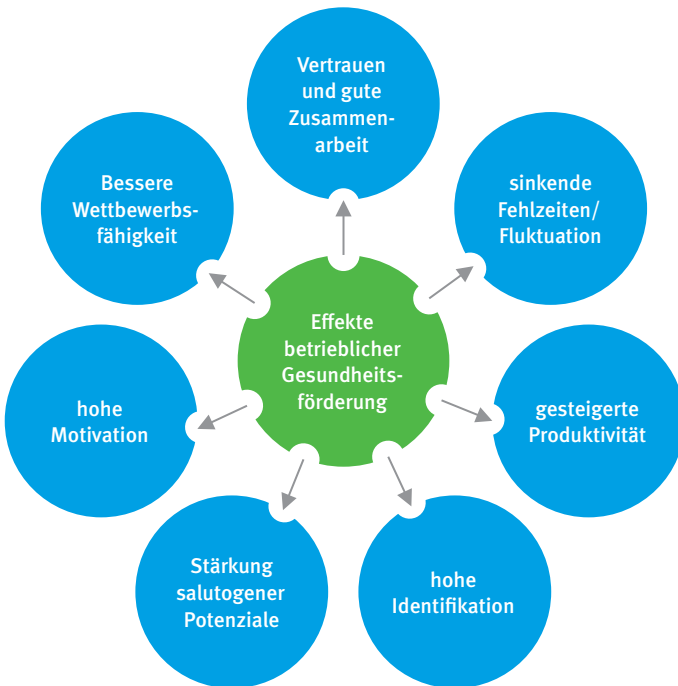 Vertrauen
und gute
Zusammen-
arbeit
sinkende
Fehlzeiten/
Fluktuation
gesteigerte
Produktivität
hohe
Identifikation
Stärkung
salutogener
Potenziale
hohe
Motivation
Bessere
Wettbewerbs-
fähigkeit
Effekte
betrieblicher
Gesundheits-
förderung